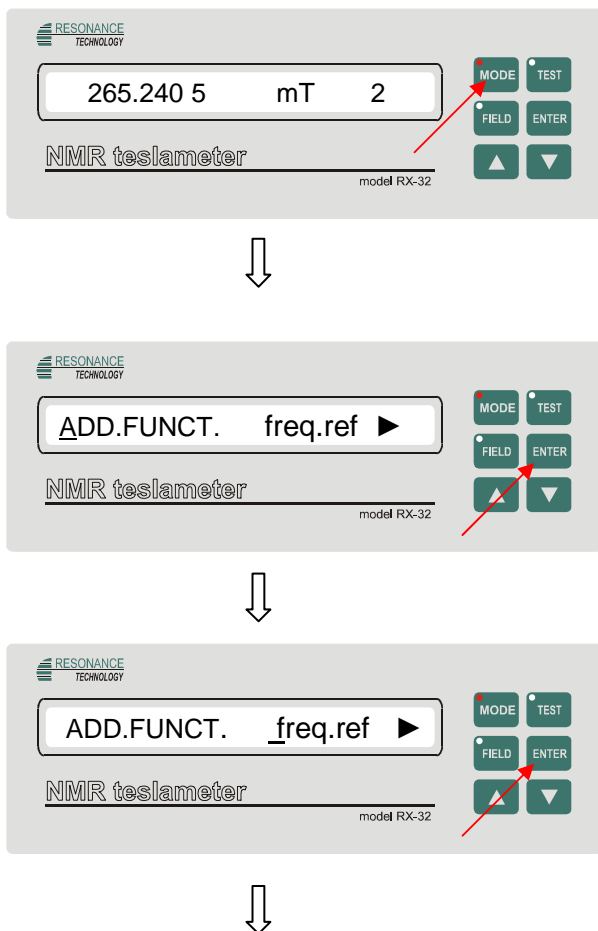 RESONANCE
TECHNOLOGY
265.240 5 mT 2
MODE TEST
FIELD ENTER
NMR teslameter
model RX-32
RESONANCE
TECHNOLOGY
ADD.FUNCT. freq.ref ►
MODE TEST
FIELD ENTER
NMR teslameter
model RX-32
RESONANCE
TECHNOLOGY
ADD.FUNCT. freq.ref ►
MODE TEST
FIELD ENTER
NMR teslameter
model RX-32